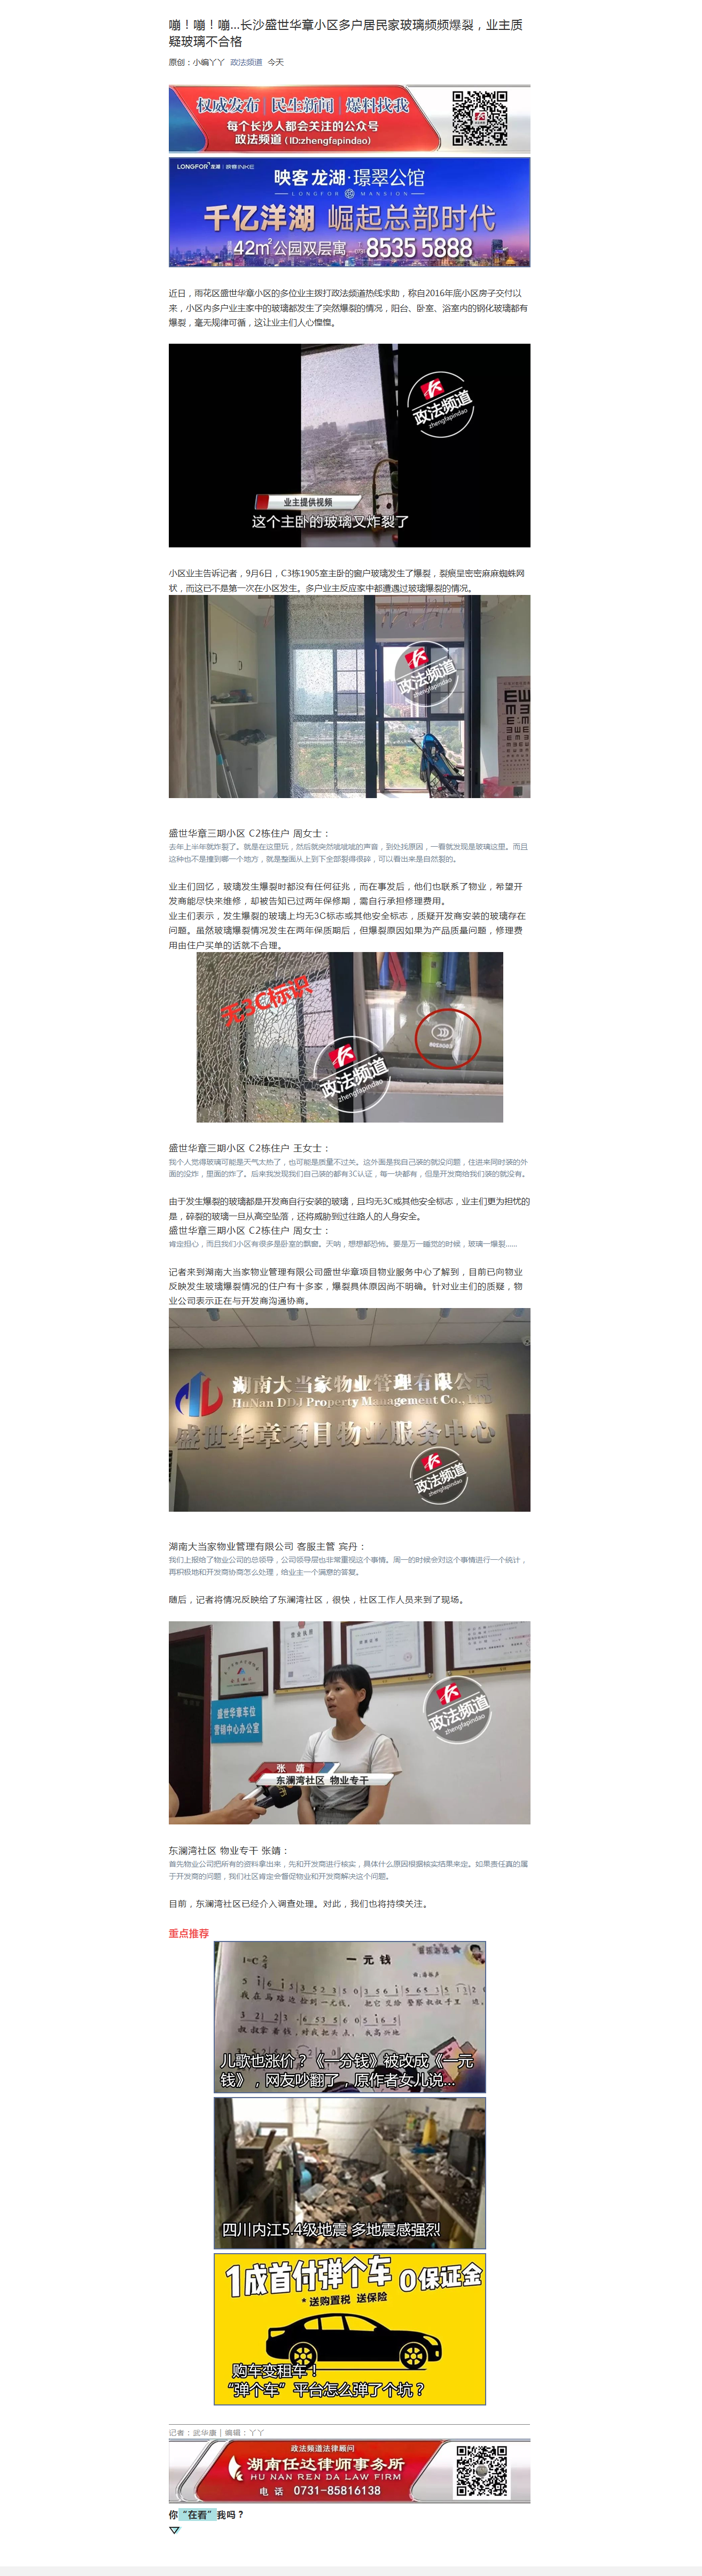 嘣！嘣！嘣...长沙盛世华章小区多户居民家玻璃频频爆裂，业主质
疑玻璃不合格
原创：小编丫丫 政法频道 今天
权威发布 民生新闻 爆料找我
每个长沙人都会关注的公众号
政法频道（ID:zhengfapindao）
LONGFOR 龙湖 映客INKE
映客龙湖·璟翠公馆
LONGFOR MANSION
千亿洋湖 崛起总部时代
42m²公园双层寓 8535 5888
近日，雨花区盛世华章小区的多位业主拨打政法频道热线求助，称自2016年底小区房子交付以
来，小区内多户业主家中的玻璃都发生了突然爆裂的情况，阳台、卧室、浴室内的钢化玻璃都有
爆裂，毫无规律可循，这让业主们人心惶惶。
政法频道
zhengfapindao
业主提供视频
这个主卧的玻璃又炸裂了
小区业主告诉记者，9月6日，C3栋1905室主卧的窗户玻璃发生了爆裂，裂痕呈密密麻麻蜘蛛网
状，而这已不是第一次在小区发生。多户业主反应家中都遭遇过玻璃爆裂的情况。
政法频道
zhengfapindao
盛世华章三期小区 C2栋住户 周女士：
去年上半年就炸裂了。就是在这里玩，然后就突然呲呲呲的声音，到处找原因，一看就发现是玻璃这里。而且
这种也不是撞到哪一个地方，就是整面从上到下全部裂得很碎，可以看出来是自然裂的。
业主们回忆，玻璃发生爆裂时都没有任何征兆，而在事发后，他们也联系了物业，希望开
发商能尽快来维修，却被告知已过两年保修期，需自行承担修理费用。
业主们表示，发生爆裂的玻璃上均无3C标志或其他安全标志，质疑开发商安装的玻璃存在
问题。虽然玻璃爆裂情况发生在两年保质期后，但爆裂原因如果为产品质量问题，修理费
用由住户买单的话就不合理。
无3C标识
政法频道
zhengfapindao
盛世华章三期小区 C2栋住户 王女士：
我个人觉得玻璃可能是天气太热了，也可能是质量不过关。这外面是我自己装的就没问题，住进来同时装的外
面的没炸，里面的炸了。后来我发现我们自己装的都有3C认证，每一块都有，但是开发商给我们装的就没有。
由于发生爆裂的玻璃都是开发商自行安装的玻璃，且均无3C或其他安全标志，业主们更为担忧的
是，碎裂的玻璃一旦从高空坠落，还将威胁到过往路人的人身安全。
盛世华章三期小区 C2栋住户 周女士：
肯定担心，而且我们小区有很多是卧室的飘窗。天呐，想想都恐怖。要是万一睡觉的时候，玻璃一爆裂......
记者来到湖南大当家物业管理有限公司盛世华章项目物业服务中心了解到，目前已向物业
反映发生玻璃爆裂情况的住户有十多家，爆裂具体原因尚不明确。针对业主们的质疑，物
业公司表示正在与开发商沟通协商。
湖南大当家物业管理有限公司
HuNan DDJ Property Management Co., LTD
盛世华章项目物业服务中心
政法频道
zhengfapindao
湖南大当家物业管理有限公司 客服主管 宾丹：
我们上报给了物业公司的总领导，公司领导层也非常重视这个事情。周一的时候会对这个事情进行一个统计，
再积极地和开发商协商怎么处理，给业主一个满意的答复。
随后，记者将情况反映给了东澜湾社区，很快，社区工作人员来到了现场。
盛世华章车位
营销中心办公室
政法频道
zhengfapindao
张 靖
东澜湾社区 物业专干
东澜湾社区 物业专干 张靖：
首先物业公司把所有的资料拿出来，先和开发商进行核实，具体什么原因根据核实结果来定。如果责任真的属
于开发商的问题，我们社区肯定会督促物业和开发商解决这个问题。
目前，东澜湾社区已经介入调查处理。对此，我们也将持续关注。
重点推荐
一元钱
儿歌也涨价？《一分钱》被改成《一元
钱》，网友吵翻了，原作者女儿说...
四川内江5.4级地震 多地震感强烈
1成首付弹个车 0保证金
*送购置税 送保险
购车变租车！
“弹个车”平台怎么弹了个坑？
记者：武华康 | 编辑：丫丫
政法频道法律顾问
湖南任达律师事务所
HU NAN REN DA LAW FIRM
电 话 0731-85816138
你“在看”我吗？